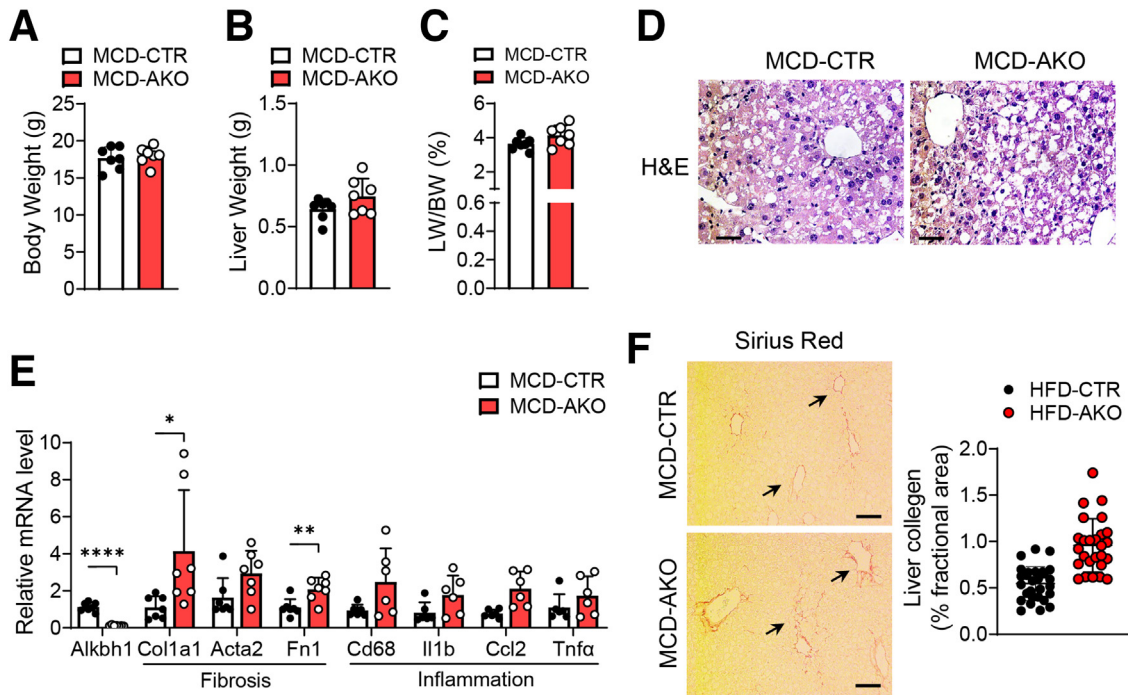 A
MCD-CTR
MCD-AKO
Body Weight (g)
25
20
15
10
5
0
B
MCD-CTR
MCD-AKO
Liver Weight (g)
1.5
1.0
0.5
0.0
C
MCD-CTR
MCD-AKO
LW/BW (%)
6
4
2
0.6
0.4
0.2
0.0
D
MCD-CTR
MCD-AKO
H&E
E
MCD-CTR
MCD-AKO
Relative mRNA level
10
8
6
4
2
0
****
*
**
Alkbh1 Col1a1 Acta2 Fn1 Cd68 Il1b Ccl2 Tnfα
Fibrosis Inflammation
F
Sirius Red
MCD-CTR
MCD-AKO
HFD-CTR
HFD-AKO
Liver collagen
(% fractional area)
2.0
1.5
1.0
0.5
0.0